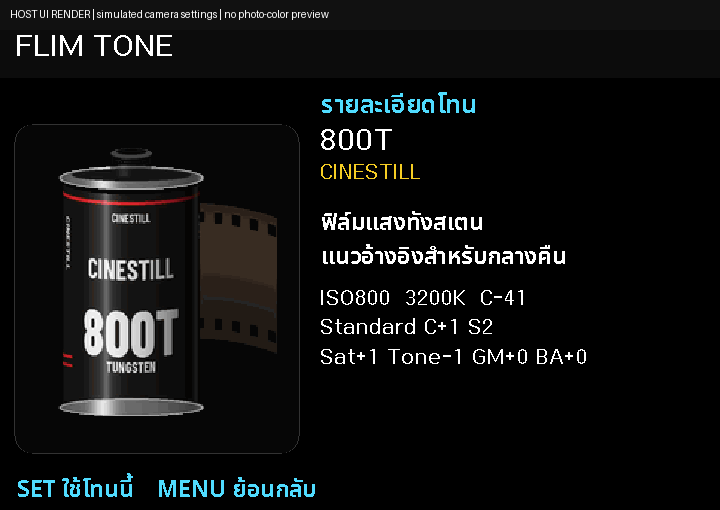 HOST UI RENDER | simulated camera settings | no photo-color preview
FLIM TONE
รายละเอียดโทน
800T
CINESTILL
ฟิล์มแสงทังสเตน
แนวอ้างอิงสำหรับกลางคืน
ISO800 3200K C-41
Standard C+1 S2
Sat+1 Tone-1 GM+0 BA+0
CINESTILL
CINESTILL
CINESTILL
800T
TUNGSTEN
SET ใช้โทนนี้ MENU ย้อนกลับ